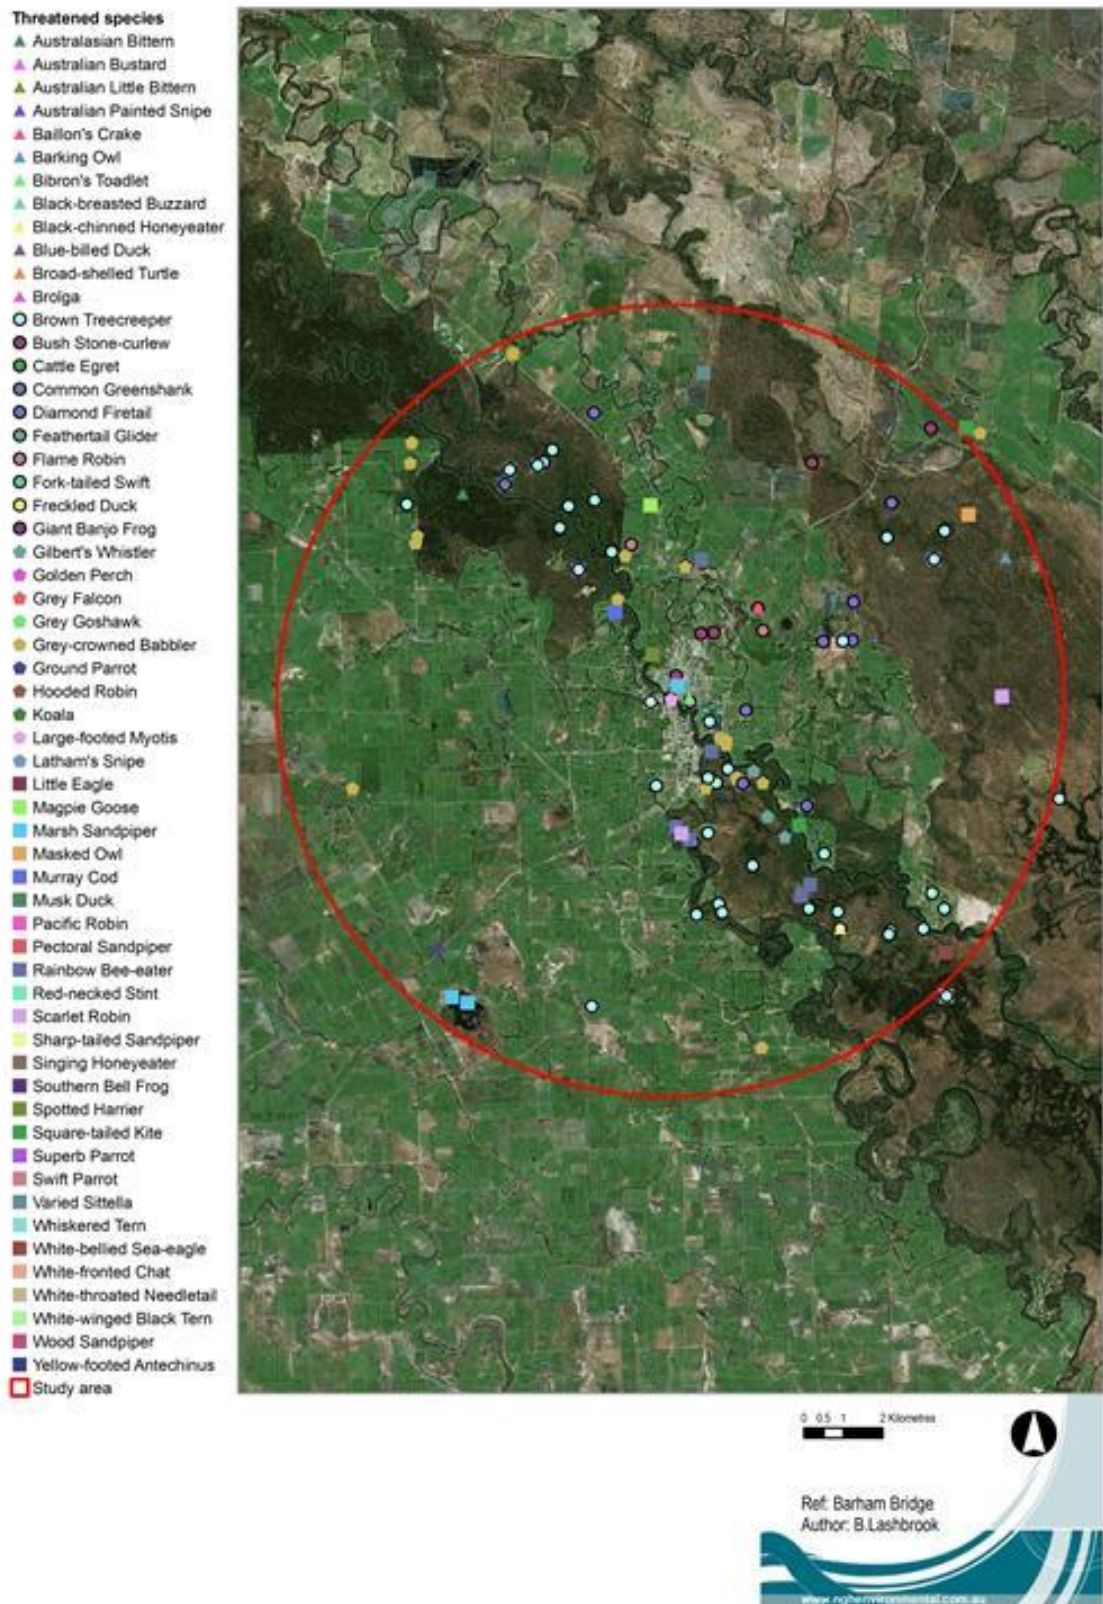 Threatened species
Australasian Bittern
Australian Bustard
Australian Little Bittern
Australian Painted Snipe
Baillon's Crake
Barking Owl
Bibron's Toadlet
Black-breasted Buzzard
Black-chinned Honeyeater
Blue-billed Duck
Broad-shelled Turtle
Brolga
Brown Treecreeper
Bush Stone-curlew
Cattle Egret
Common Greenshank
Diamond Firetail
Feathertail Glider
Flame Robin
Fork-tailed Swift
Freckled Duck
Giant Banjo Frog
Gilbert's Whistler
Golden Perch
Grey Falcon
Grey Goshawk
Grey-crowned Babbler
Ground Parrot
Hooded Robin
Koala
Large-footed Myotis
Latham's Snipe
Little Eagle
Magpie Goose
Marsh Sandpiper
Masked Owl
Murray Cod
Musk Duck
Pacific Robin
Pectoral Sandpiper
Rainbow Bee-eater
Red-necked Stint
Scarlet Robin
Sharp-tailed Sandpiper
Singing Honeyeater
Southern Bell Frog
Spotted Harrier
Square-tailed Kite
Superb Parrot
Swift Parrot
Varied Sittella
Whiskered Tern
White-bellied Sea-eagle
White-fronted Chat
White-throated Needletail
White-winged Black Tern
Wood Sandpiper
Yellow-footed Antechinus
Study area
0 0.5 1 2 Kilometres
Ref: Barham Bridge
Author: B.Lashbrook
www.nghenvironmental.com.au